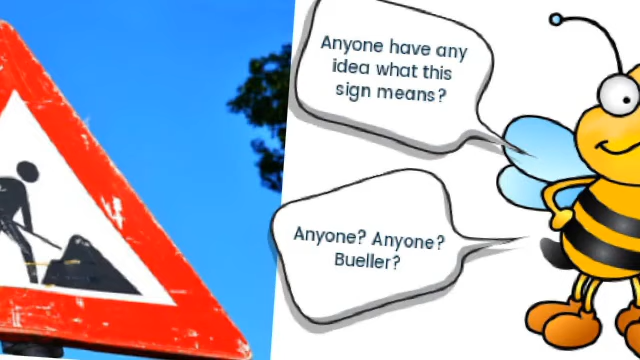 Anyone have any
idea what this
sign means?
Anyone? Anyone?
Bueller?